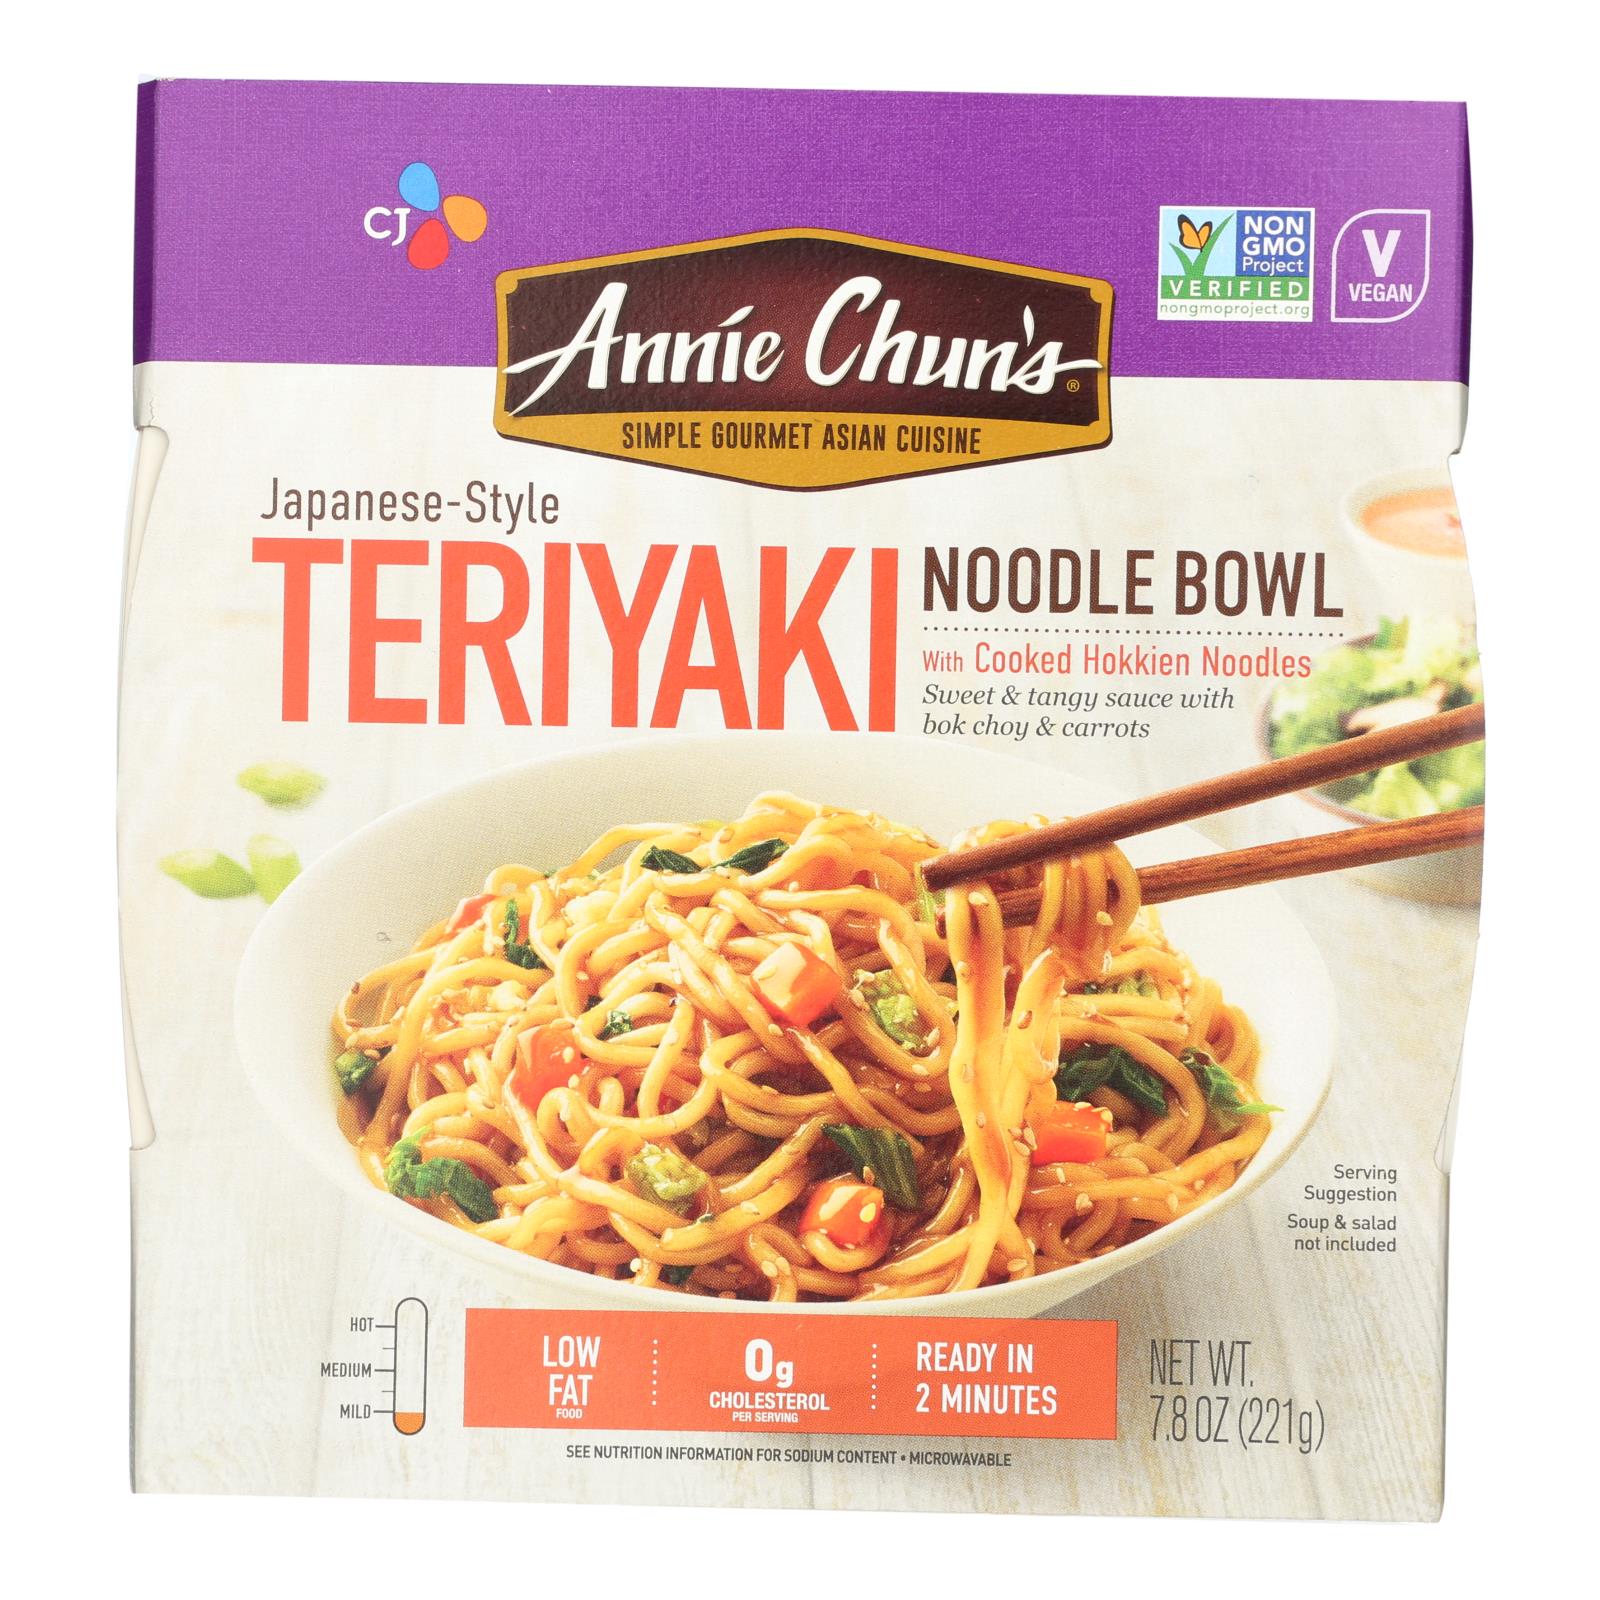 CJ
NON
GMO
Project
VERIFIED
nongmoproject.org
V
VEGAN
Annie Chun's®
SIMPLE GOURMET ASIAN CUISINE
Japanese-Style
TERIYAKI
NOODLE BOWL
With Cooked Hokkien Noodles
Sweet & tangy sauce with
bok choy & carrots
Serving
Suggestion
Soup & salad
not included
HOT
MEDIUM
MILD
LOW
FAT
FOOD
0g
CHOLESTEROL
PER SERVING
READY IN
2 MINUTES
NET WT.
7.8 OZ (221g)
SEE NUTRITION INFORMATION FOR SODIUM CONTENT • MICROWAVABLE